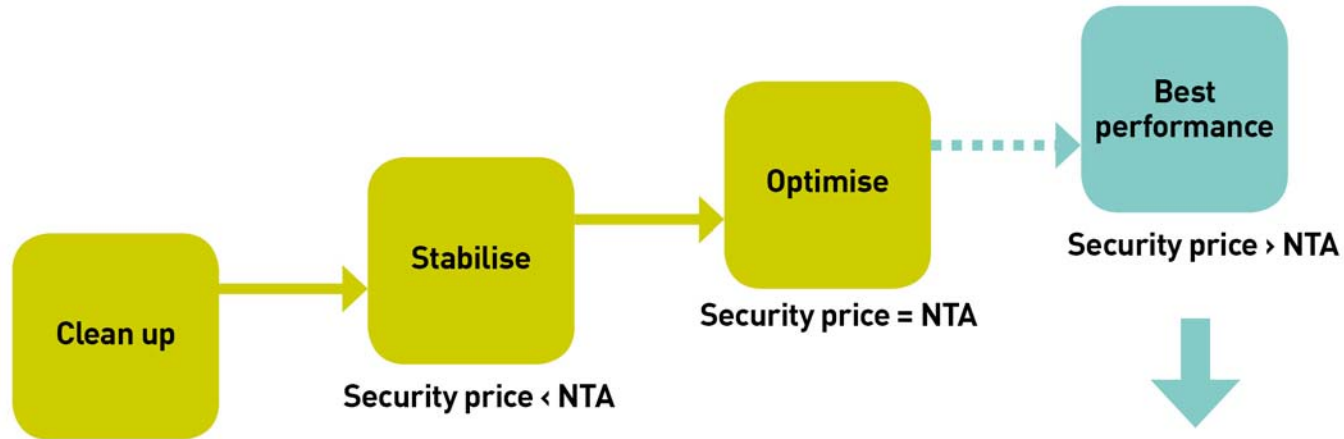 Clean up
Stabilise
Security price < NTA
Optimise
Security price = NTA
Best
performance
Security price > NTA